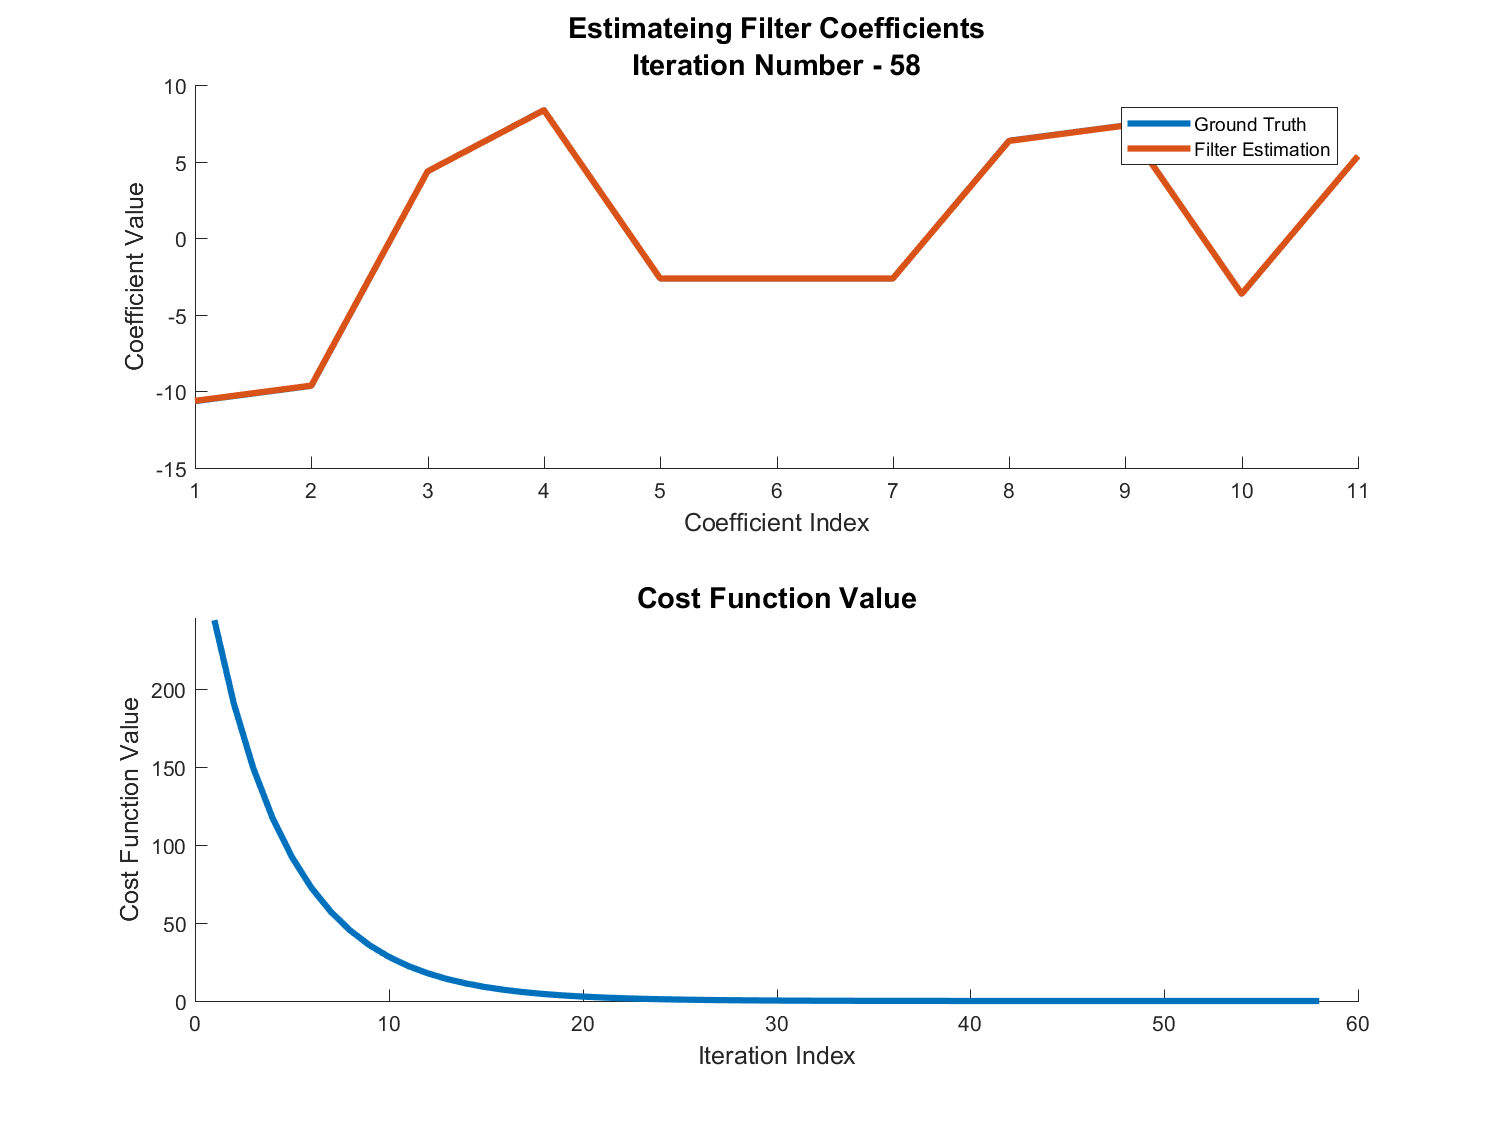 Estimateing Filter Coefficients
Iteration Number - 58
10
5
0
-5
-10
-15
Coefficient Value
Ground Truth
Filter Estimation
1 2 3 4 5 6 7 8 9 10 11
Coefficient Index
Cost Function Value
200
150
100
50
0
Cost Function Value
0 10 20 30 40 50 60
Iteration Index